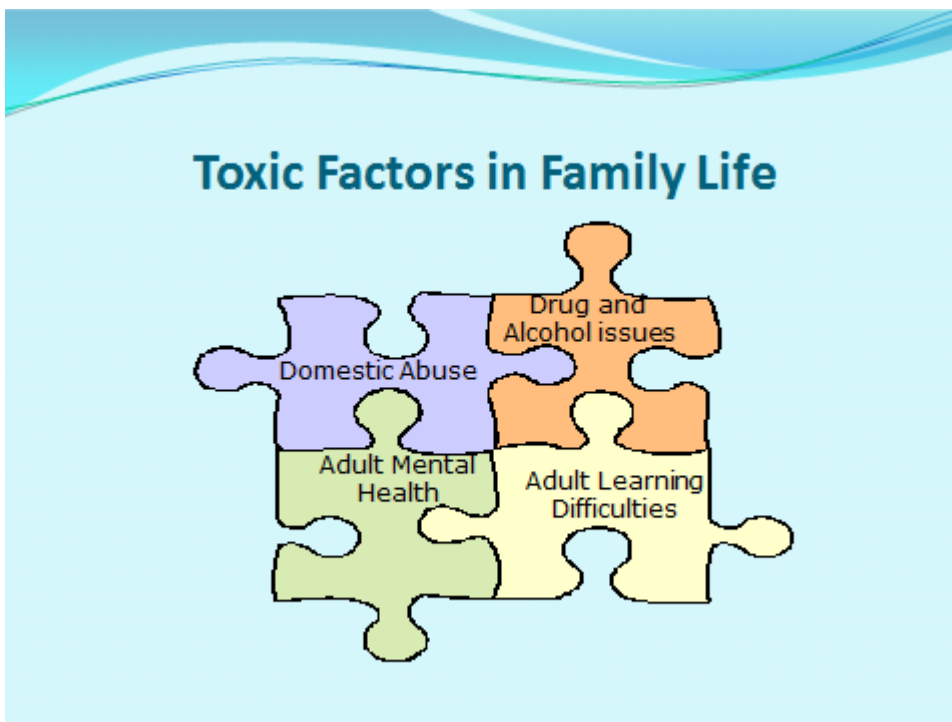 Toxic Factors in Family Life
Drug and
Alcohol issues
Domestic Abuse
Adult Mental
Health
Adult Learning
Difficulties